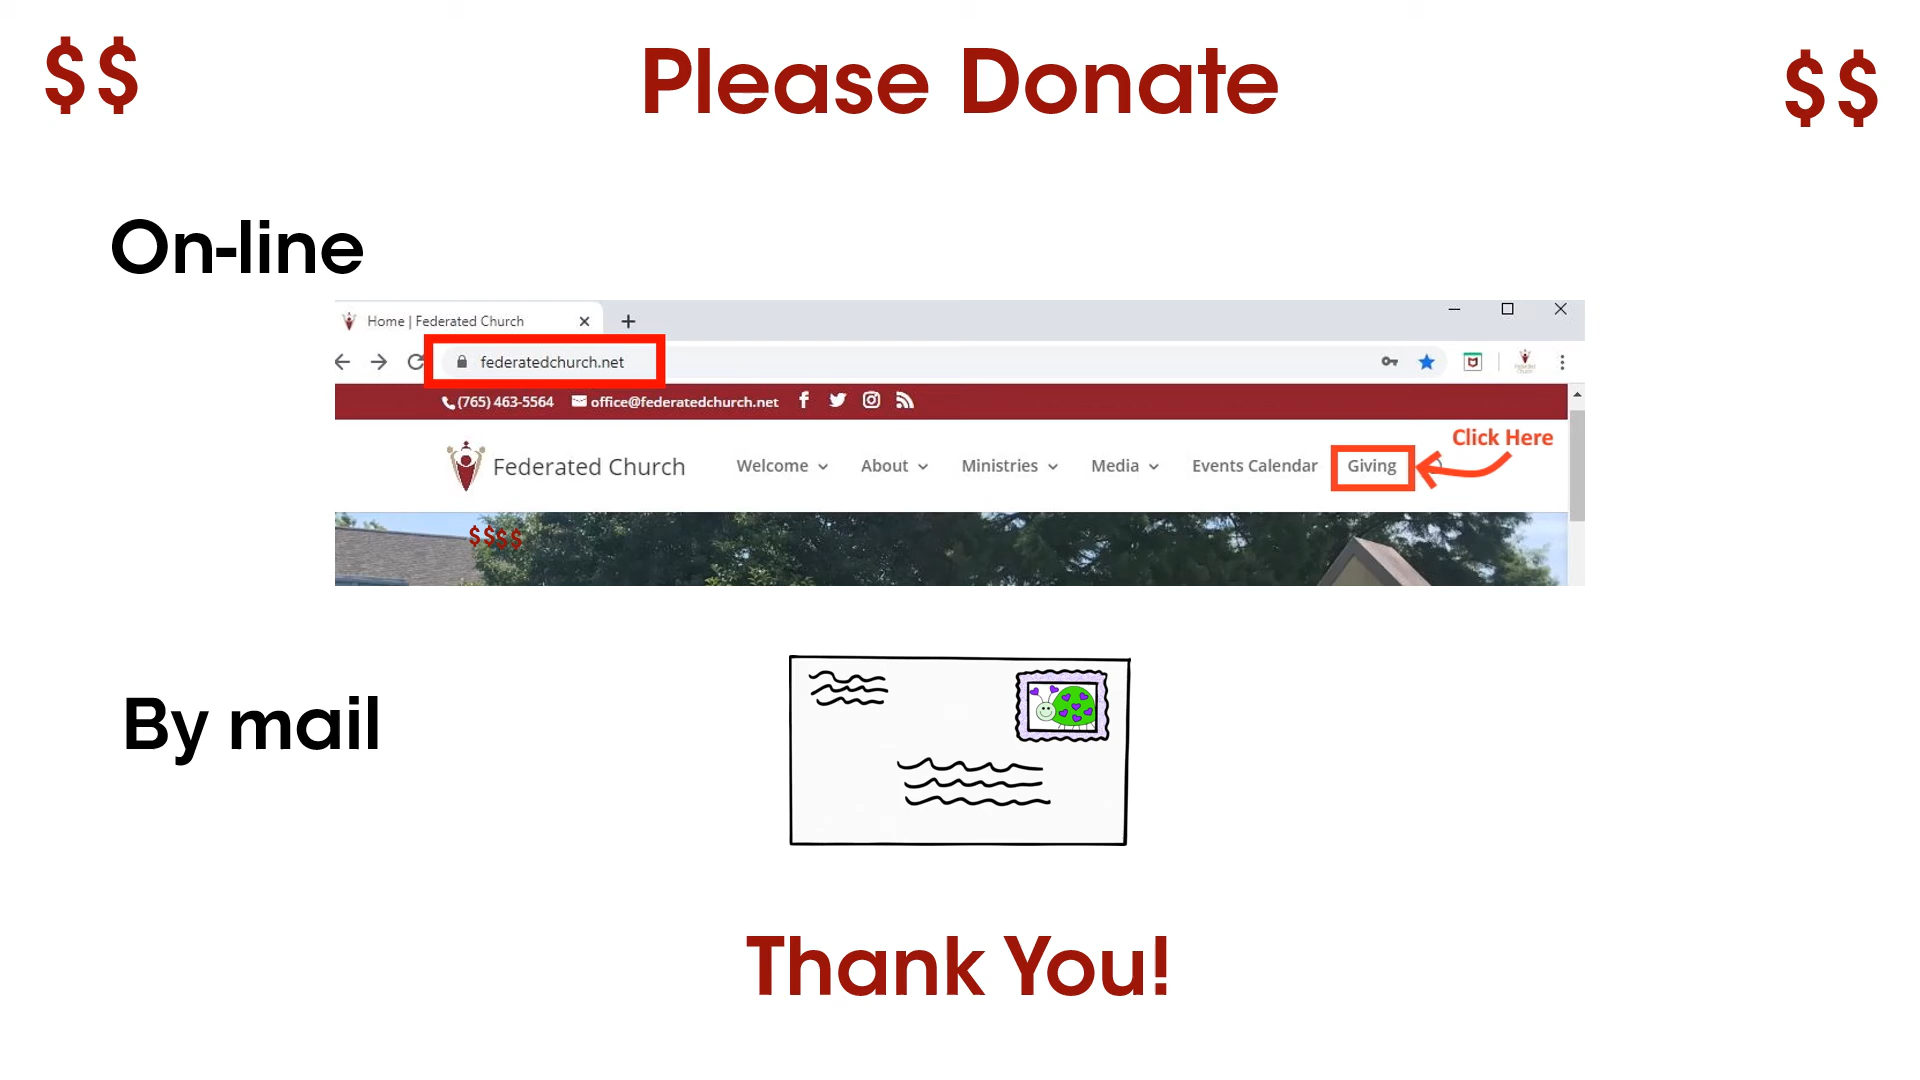 $$ Please Donate $$
On-line
Home | Federated Church
federatedchurch.net
(765) 463-5564 office@federatedchurch.net
Click Here
Federated Church Welcome About Ministries Media Events Calendar Giving
$$$$
By mail
Thank You!